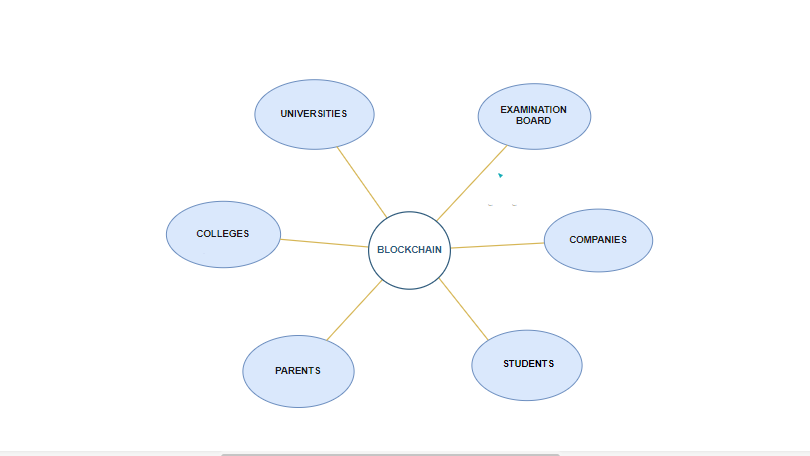 UNIVERSITIES
EXAMINATION
BOARD
COLLEGES
COMPANIES
BLOCKCHAIN
PARENTS
STUDENTS